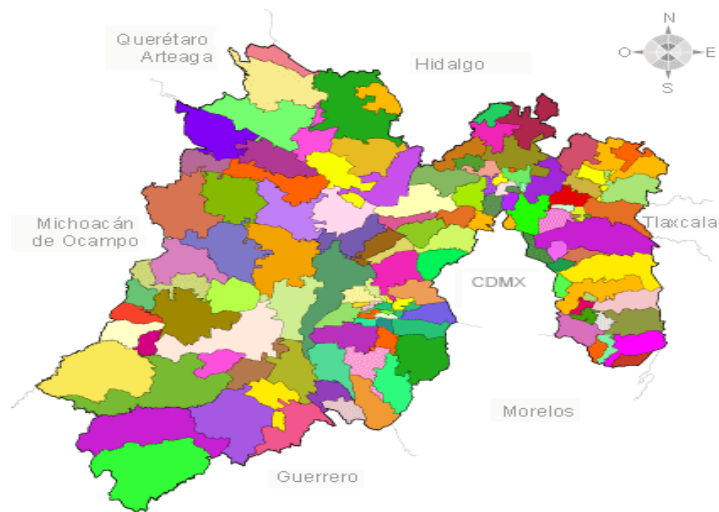 Querétaro
Arteaga
Hidalgo
N
O
E
S
Michoacán
de Ocampo
Tlaxcala
CDMX
Morelos
Guerrero